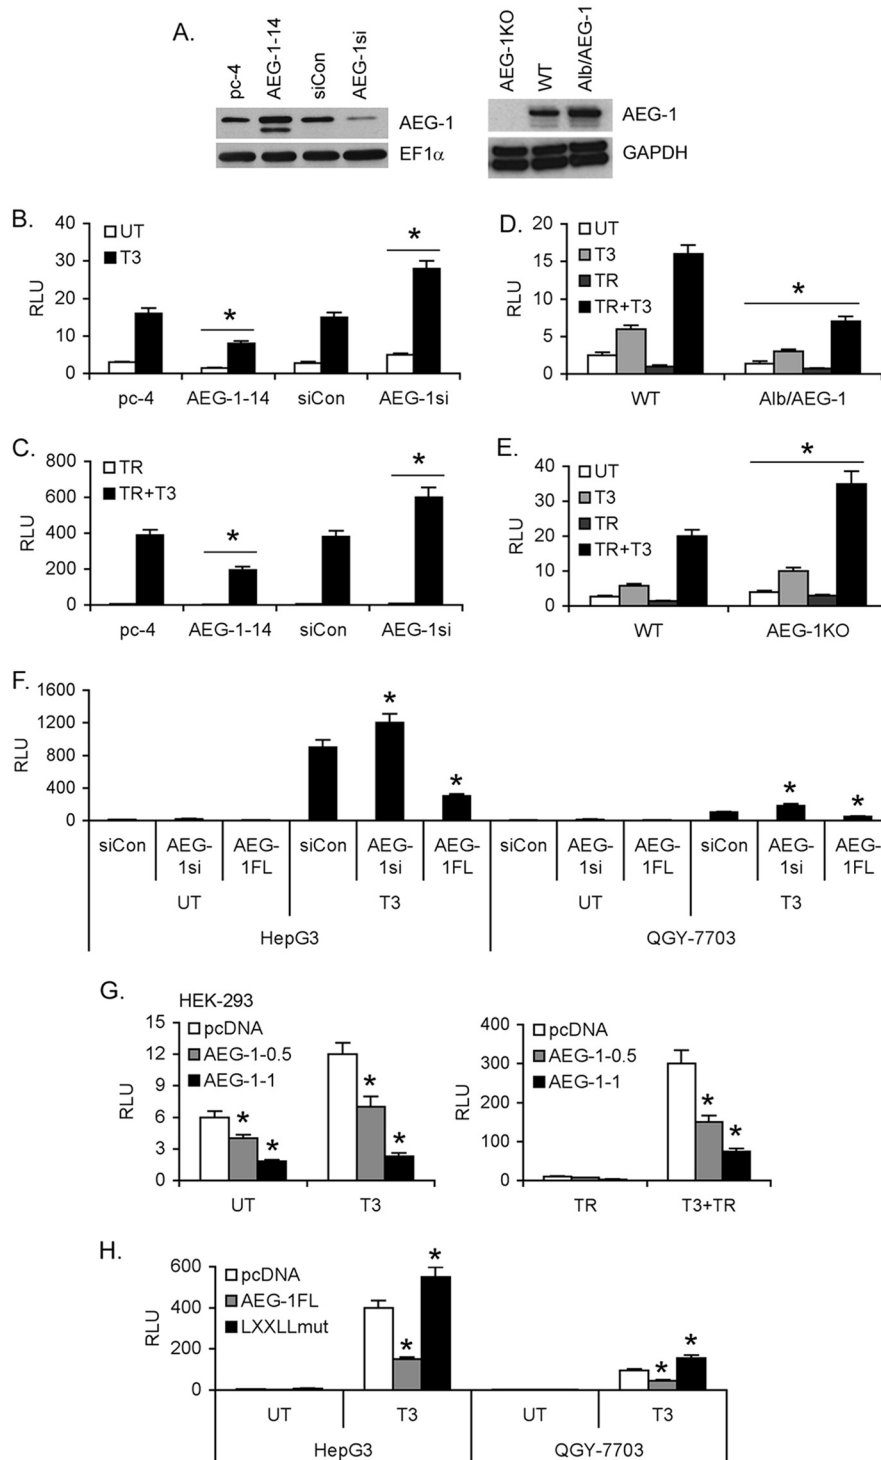 A.
pc-4
AEG-1-14
siCon
AEG-1si
AEG-1
EF1α
AEG-1KO
WT
Alb/AEG-1
AEG-1
GAPDH
B.
RLU
40
30
20
10
0
UT
T3
*
*
pc-4 AEG-1-14 siCon AEG-1si
D.
RLU
20
15
10
5
0
UT
T3
TR
TR+T3
*
WT Alb/AEG-1
C.
RLU
800
600
400
200
0
TR
TR+T3
*
*
pc-4 AEG-1-14 siCon AEG-1si
E.
RLU
40
30
20
10
0
UT
T3
TR
TR+T3
*
WT AEG-1KO
F.
RLU
1600
1200
800
400
0
* * * *
siCon AEG-1si AEG-1FL siCon AEG-1si AEG-1FL siCon AEG-1si AEG-1FL siCon AEG-1si AEG-1FL
UT T3 UT T3
HepG3 QGY-7703
G.
HEK-293
RLU
15
12
9
6
3
0
pcDNA
AEG-1-0.5
AEG-1-1
* * * *
UT T3
RLU
400
300
200
100
0
pcDNA
AEG-1-0.5
AEG-1-1
* *
TR T3+TR
H.
RLU
600
400
200
0
pcDNA
AEG-1FL
LXXLLmut
* * * *
UT T3 UT T3
HepG3 QGY-7703